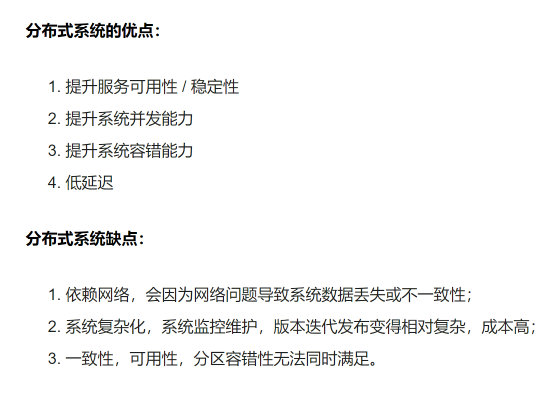 分布式系统的优点：
1. 提升服务可用性 / 稳定性
2. 提升系统并发能力
3. 提升系统容错能力
4. 低延迟
分布式系统缺点：
1. 依赖网络，会因为网络问题导致系统数据丢失或不一致性；
2. 系统复杂化，系统监控维护，版本迭代发布变得相对复杂，成本高；
3. 一致性，可用性，分区容错性无法同时满足。